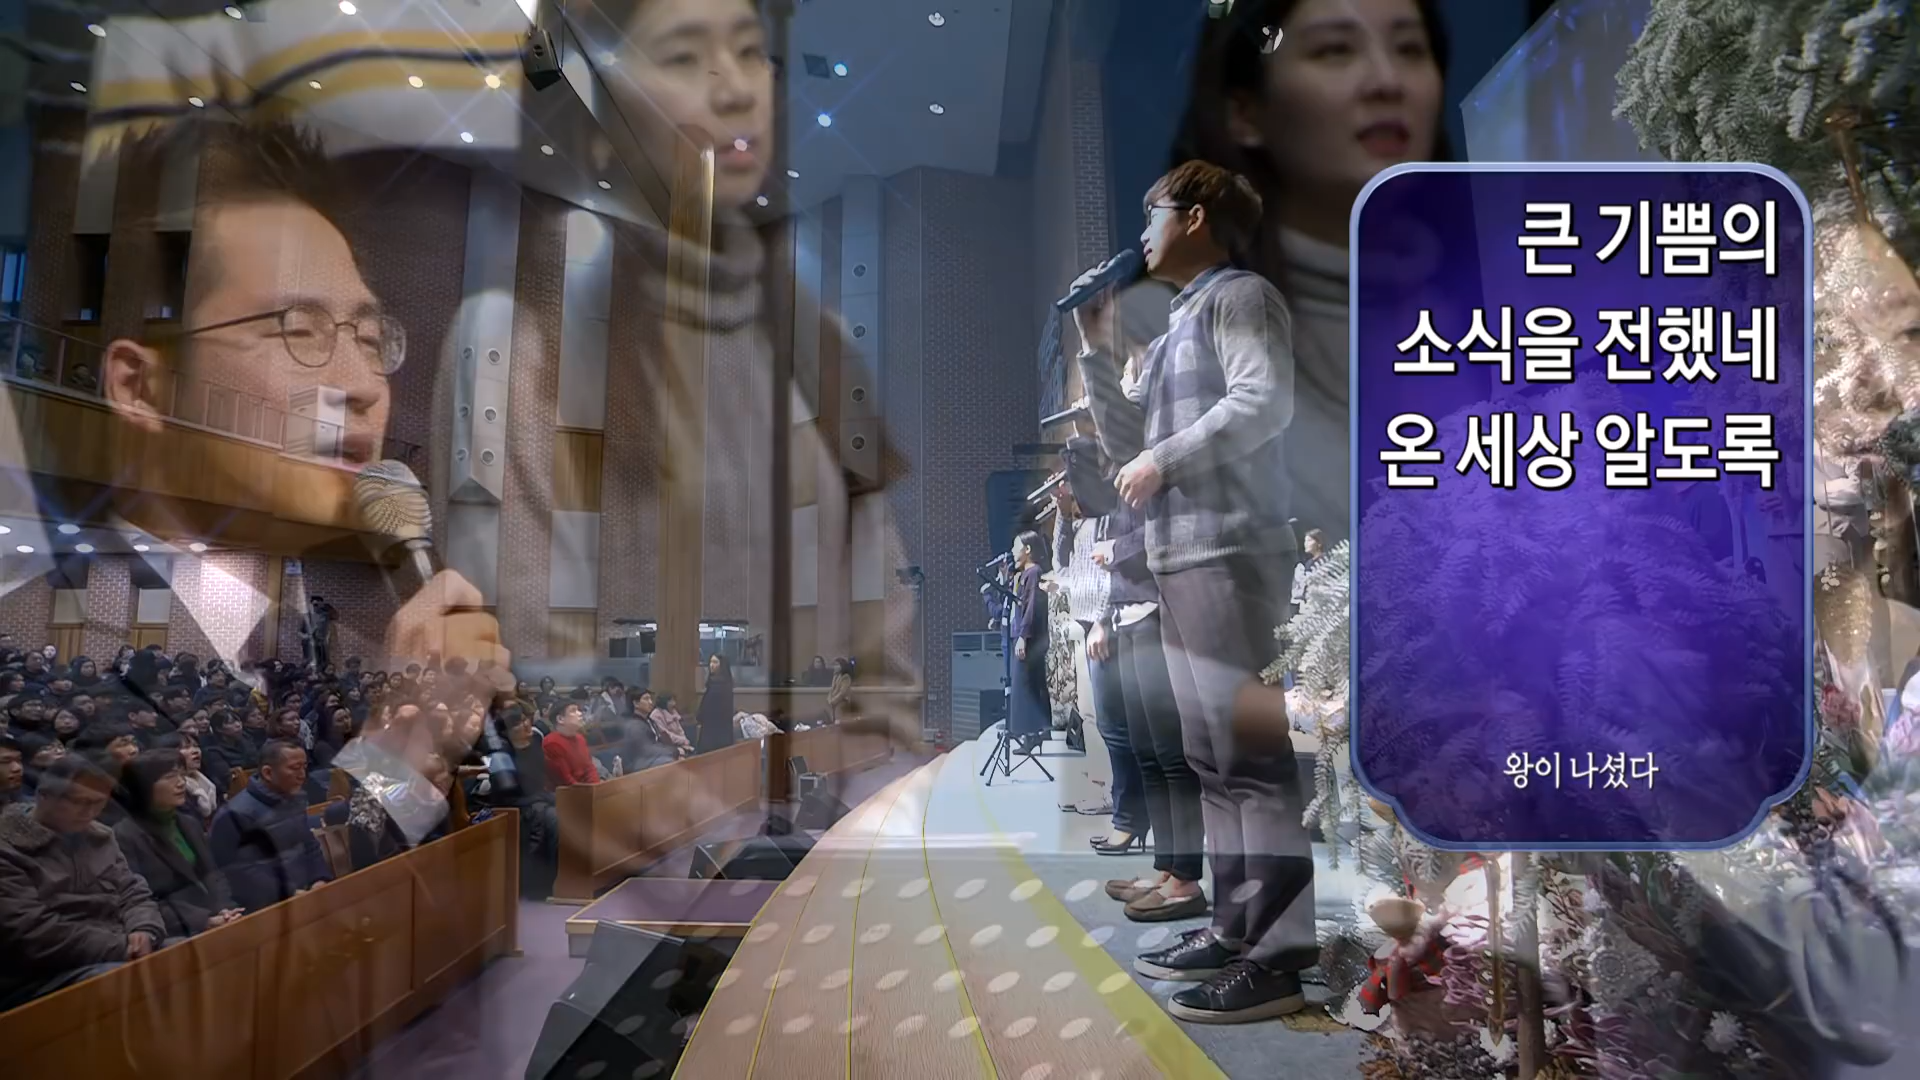 큰 기쁨의
소식을 전했네
온 세상 알도록
왕이 나셨다